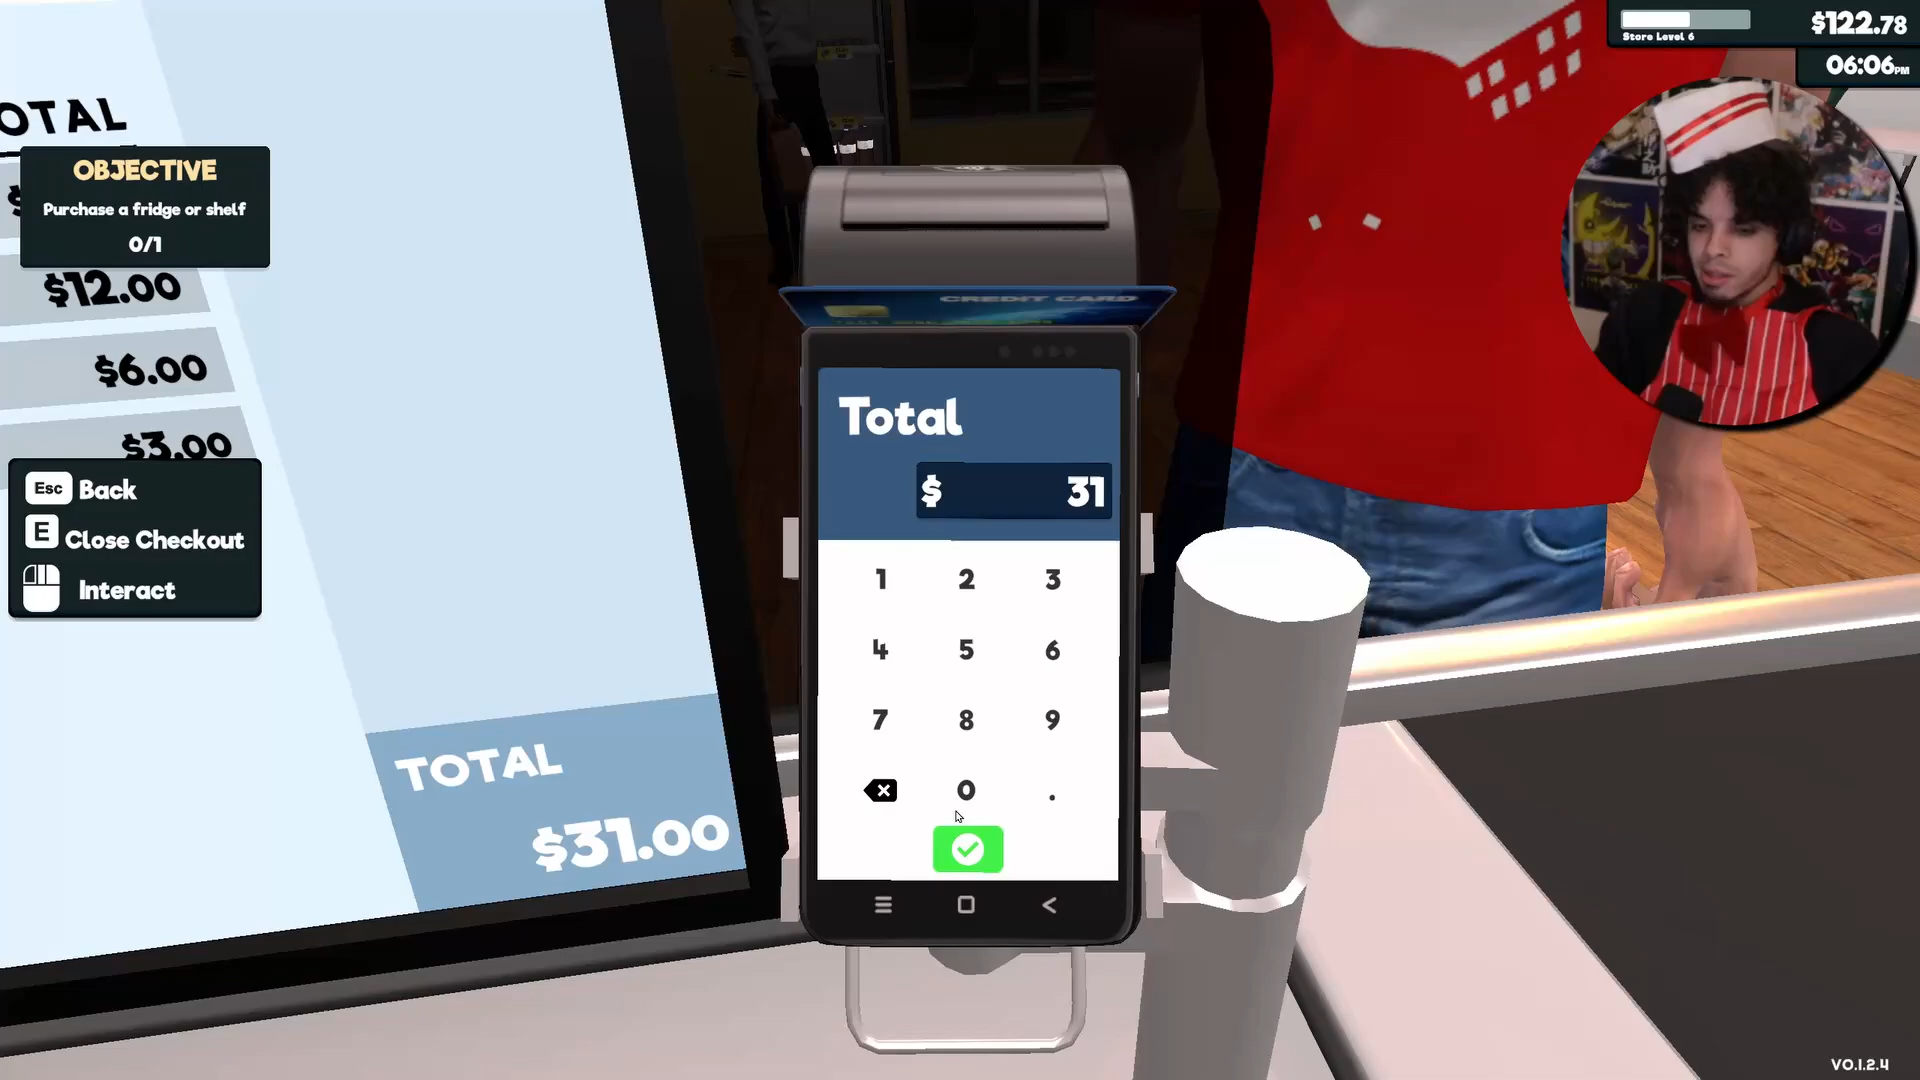 $122.78
Store Level 6
06:06PM
OTAL
OBJECTIVE
Purchase a fridge or shelf
0/1
$12.00
$6.00
$3.00
Esc Back
E Close Checkout
Interact
CREDIT CARD
Total
$ 31
1 2 3
4 5 6
7 8 9
0 .
TOTAL
$31.00
V0.1.2.4